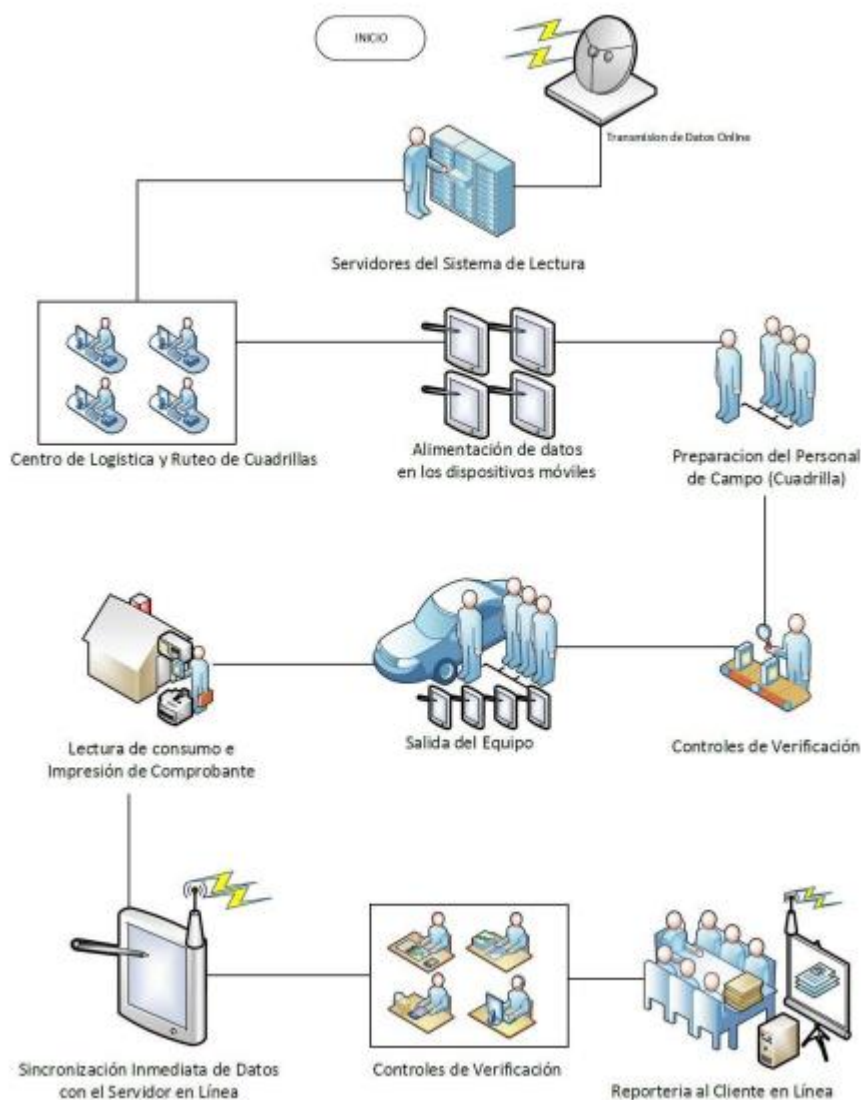 INICIO
Transmision de Datos Online
Servidores del Sistema de Lectura
Centro de Logistica y Ruteo de Cuadrillas
Alimentación de datos
en los dispositivos móviles
Preparacion del Personal
de Campo (Cuadrilla)
Lectura de consumo e
Impresión de Comprobante
Salida del Equipo
Controles de Verificación
Sincronización Inmediata de Datos
con el Servidor en Línea
Controles de Verificación
Reporteria al Cliente en Línea